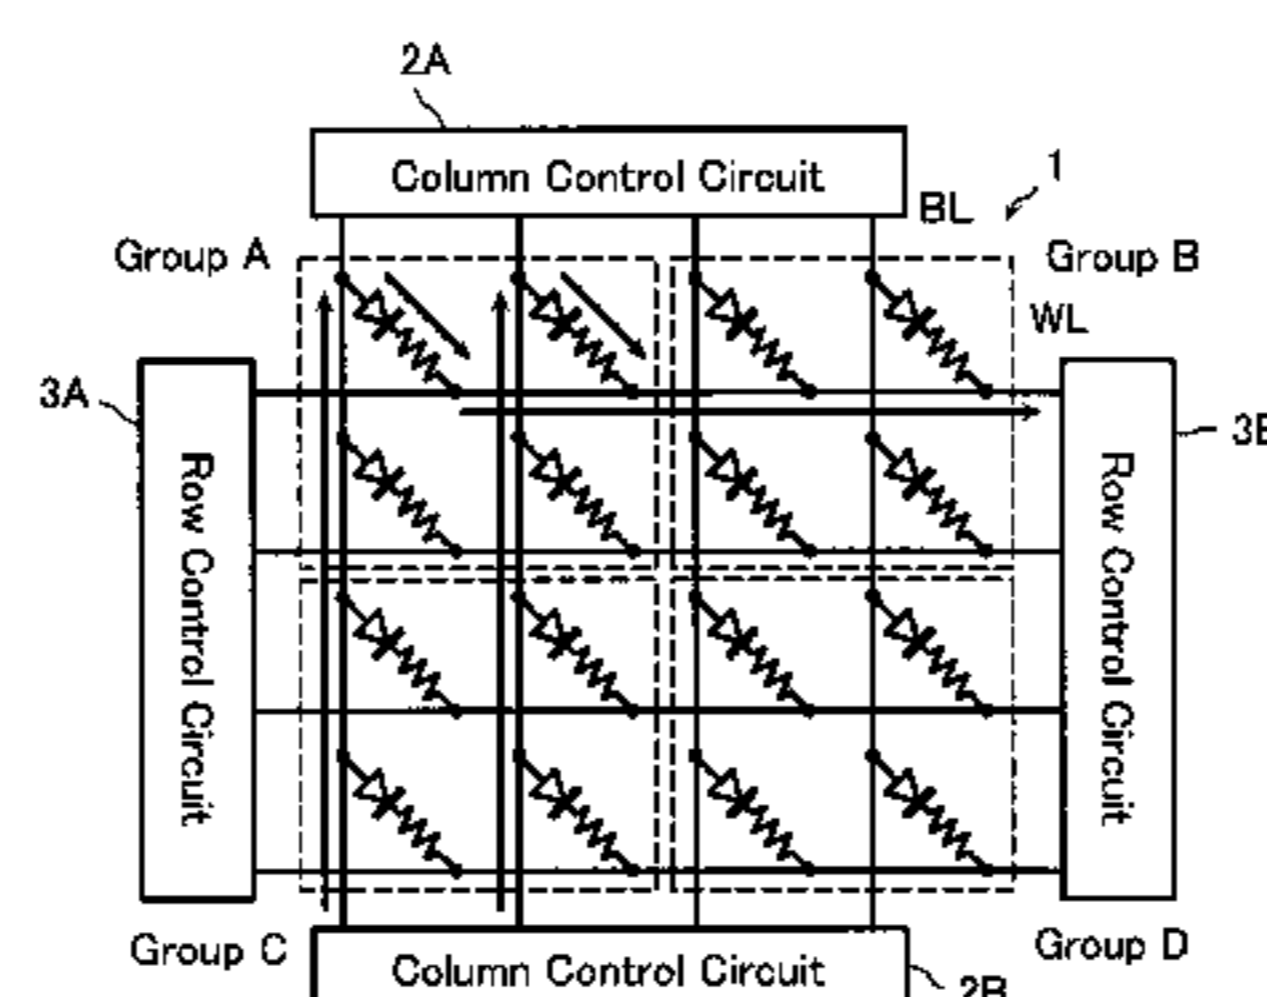 2A
Column Control Circuit
1
BL
Group A
Group B
WL
3A
Row Control Circuit
Row Control Circuit
Group C
Group D
Column Control Circuit